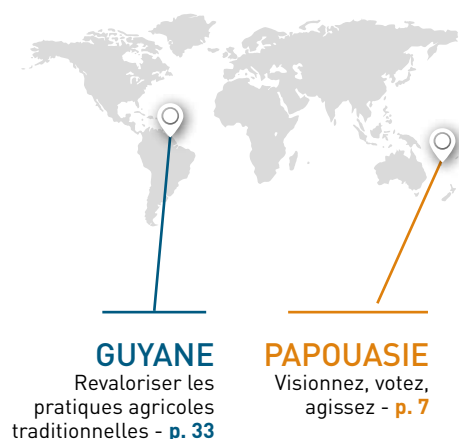 GUYANE
Revaloriser les
pratiques agricoles
traditionnelles - p. 33
PAPOUASIE
Visionnez, votez,
agissez - p. 7